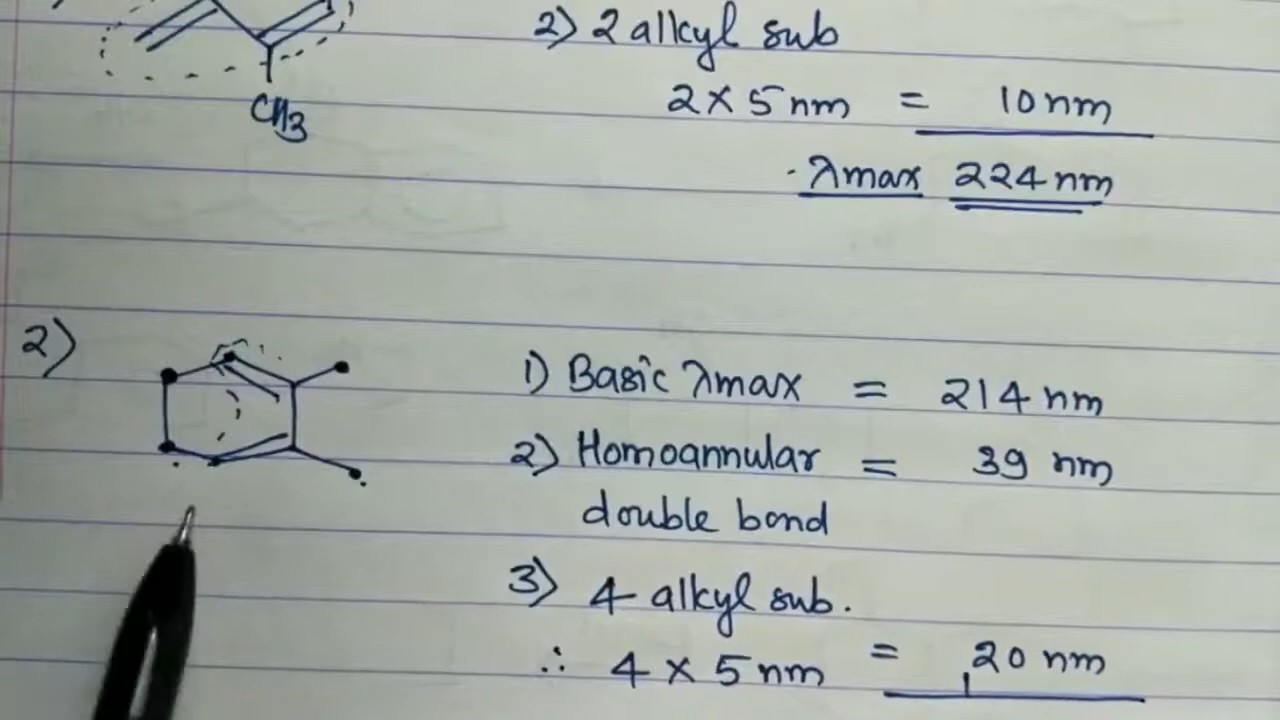 2) 2 alkyl sub
CH3
2 × 5 nm = 10 nm
λmax 224 nm
2)
1) Basic λmax = 214 nm
2) Homoannular = 39 nm
double bond
3) 4 alkyl sub.
∴ 4 × 5 nm = 20 nm